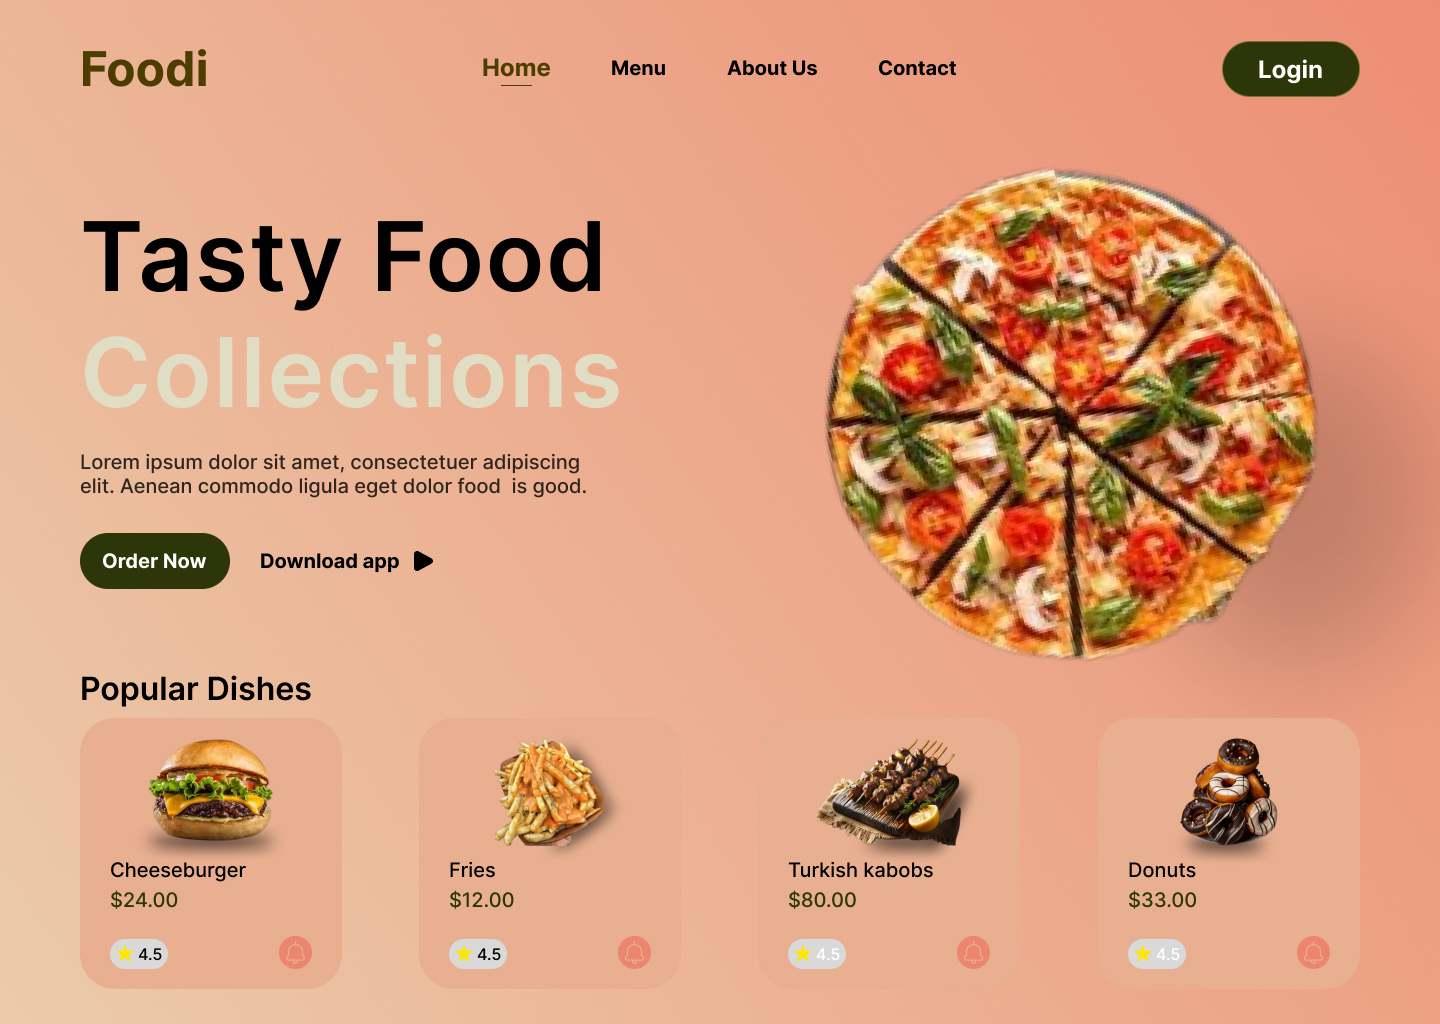 Foodi
Home
Menu
About Us
Contact
Login
Tasty Food
Collections
Lorem ipsum dolor sit amet, consectetuer adipiscing
elit. Aenean commodo ligula eget dolor food  is good.
Order Now
Download app
Popular Dishes
Cheeseburger
$24.00
4.5
Fries
$12.00
4.5
Turkish kabobs
$80.00
4.5
Donuts
$33.00
4.5